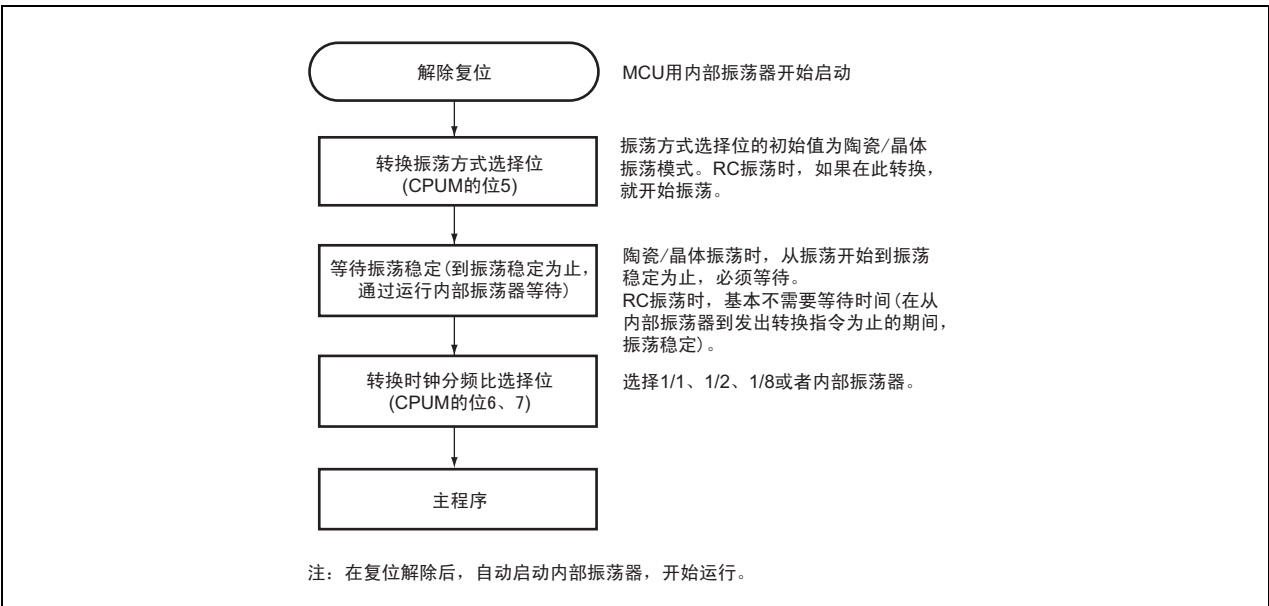 解除复位
MCU用内部振荡器开始启动
转换振荡方式选择位
(CPUM的位5)
振荡方式选择位的初始值为陶瓷/晶体
振荡模式。RC振荡时，如果在此转换，
就开始振荡。
等待振荡稳定(到振荡稳定为止，
通过运行内部振荡器等待)
陶瓷/晶体振荡时，从振荡开始到振荡
稳定为止，必须等待。
RC振荡时，基本不需要等待时间(在从
内部振荡器到发出转换指令为止的期间，
振荡稳定)。
转换时钟分频比选择位
(CPUM的位6、7)
选择1/1、1/2、1/8或者内部振荡器。
主程序
注：在复位解除后，自动启动内部振荡器，开始运行。